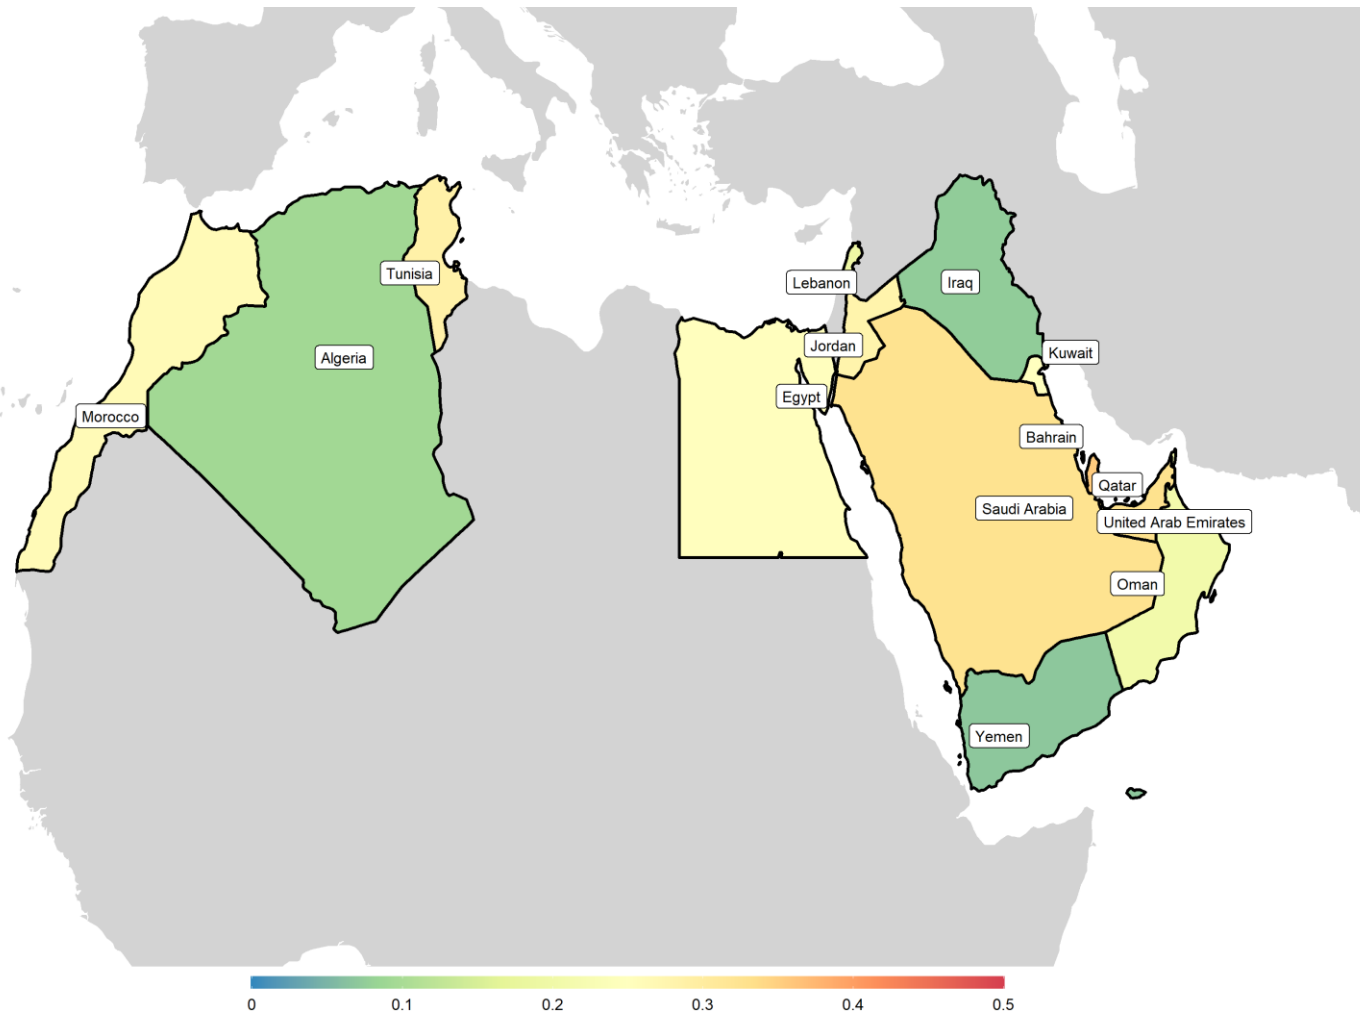 Tunisia
Lebanon
Iraq
Jordan
Kuwait
Algeria
Egypt
Morocco
Bahrain
Qatar
Saudi Arabia
United Arab Emirates
Oman
Yemen
0 0.1 0.2 0.3 0.4 0.5